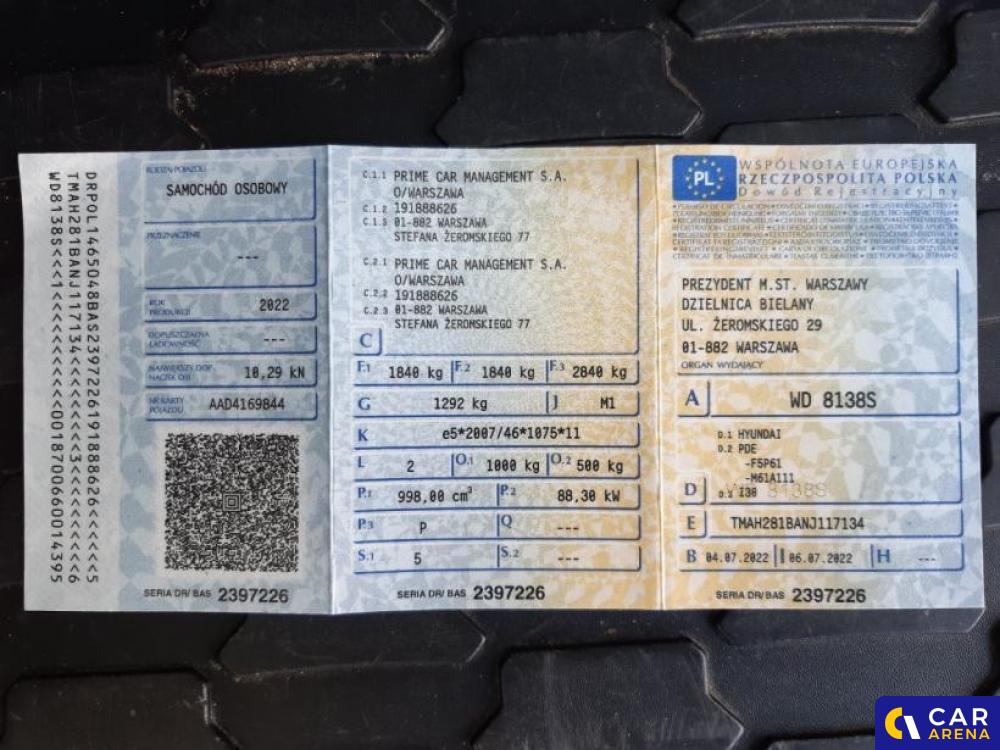 DRPOL1465048BAS2397226191888626<<<<<5
TMAH281BANJ117134<<<<<<<3<<<<<<<<<<6
WD8138S<<<1<<<<<<<<<<<<0018700660014395
RODZAJ POJAZDU
SAMOCHÓD OSOBOWY
PRZEZNACZENIE
---
ROK PRODUKCJI
2022
DOPUSZCZALNA ŁADOWNOŚĆ
---
NAJWIĘKSZY DOP. NACISK OSI
10,29 kN
NR KARTY POJAZDU
AAD4169844
SERIA DR/ BAS 2397226
C.1.1 PRIME CAR MANAGEMENT S.A.
O/WARSZAWA
C.1.2 191888626
C.1.3 01-882 WARSZAWA
STEFANA ŻEROMSKIEGO 77
C.2.1 PRIME CAR MANAGEMENT S.A.
O/WARSZAWA
C.2.2 191888626
C.2.3 01-882 WARSZAWA
STEFANA ŻEROMSKIEGO 77
C
F.1 1840 kg F.2 1840 kg F.3 2840 kg
G 1292 kg J M1
K e5*2007/46*1075*11
L 2 O.1 1000 kg O.2 500 kg
P.1 998,00 cm³ P.2 88,30 kW
P.3 P Q ---
S.1 5 S.2 ---
SERIA DR/ BAS 2397226
PL
WSPÓLNOTA EUROPEJSKA
RZECZPOSPOLITA POLSKA
Dowód Rejestracyjny
PREZYDENT M.ST. WARSZAWY
DZIELNICA BIELANY
UL. ŻEROMSKIEGO 29
01-882 WARSZAWA
ORGAN WYDAJĄCY
A WD 8138S
D.1 HYUNDAI
D.2 PDE
-F5P61
-M61A111
D D.3 I30
E TMAH281BANJ117134
B 04.07.2022 I 06.07.2022 H ---
SERIA DR/ BAS 2397226
CAR
ARENA